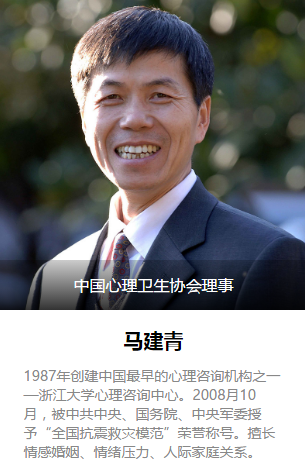 中国心理卫生协会理事
马建青
1987年创建中国最早的心理咨询机构之一
—浙江大学心理咨询中心。2008月10
月，被中共中央、国务院、中央军委授
予“全国抗震救灾模范”荣誉称号。擅长
情感婚姻、情绪压力、人际家庭关系。